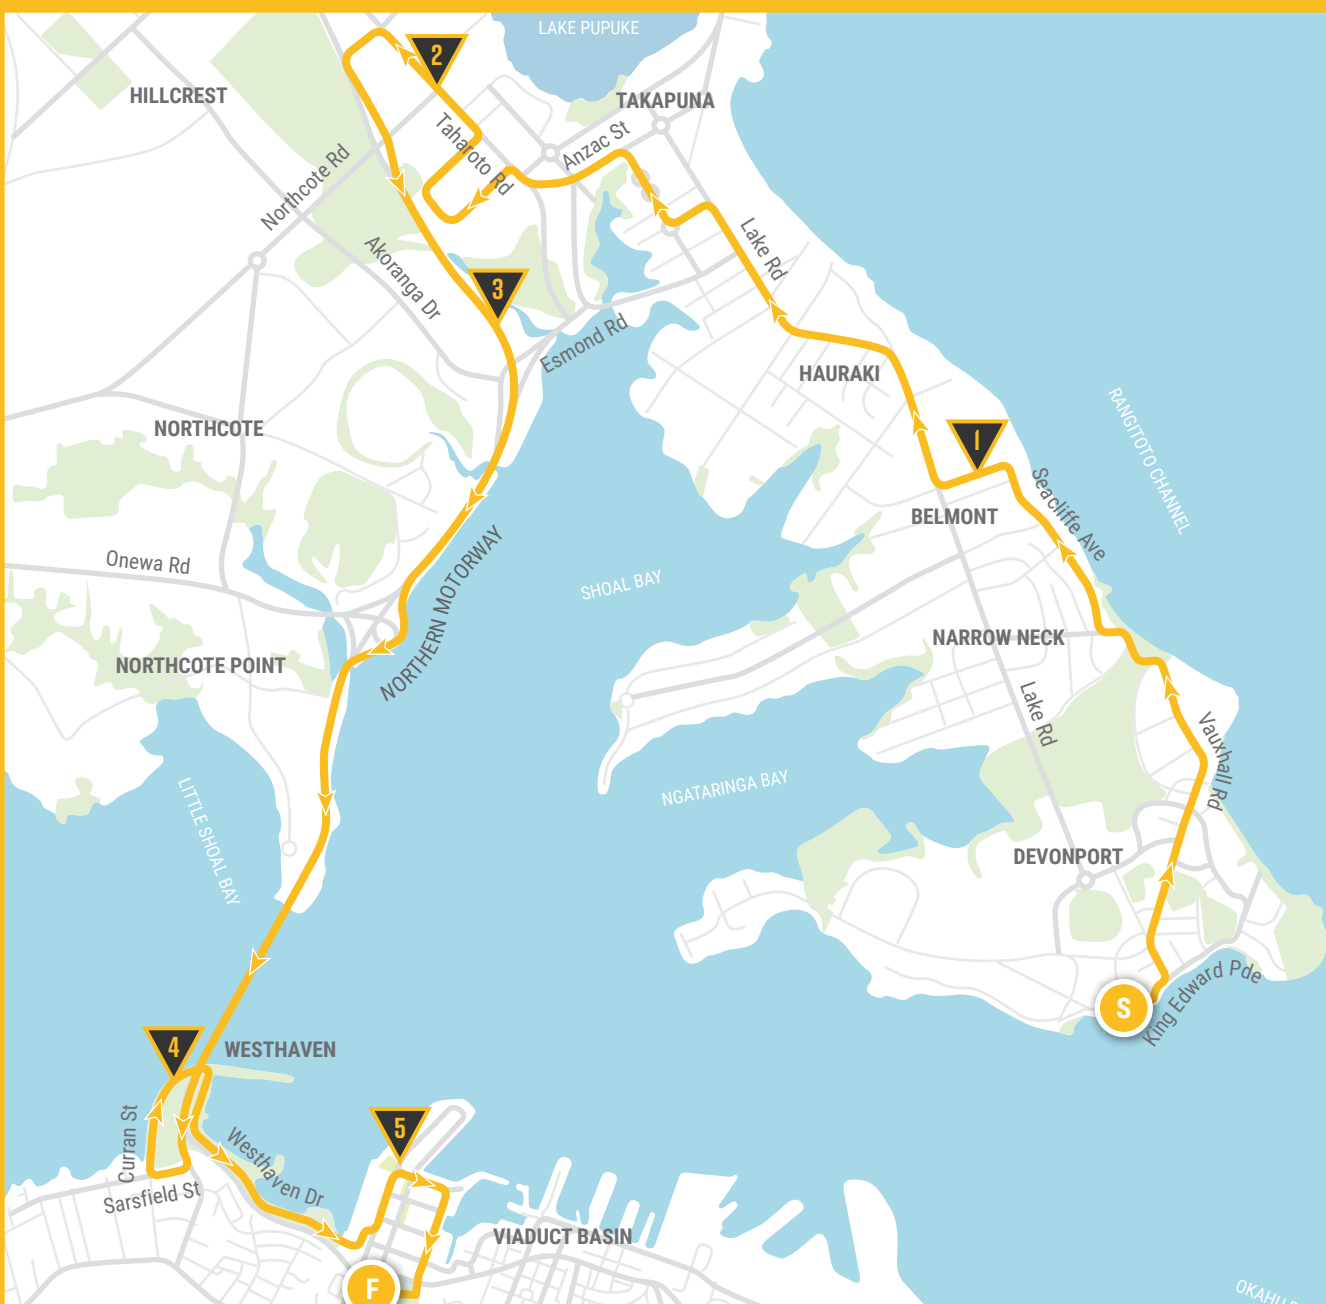 LAKE PUPUKE
2
HILLCREST
TAKAPUNA
Taharoto Rd
Anzac St
Northcote Rd
Lake Rd
Akoranga Dr
3
Esmond Rd
HAURAKI
NORTHCOTE
1
RANGITOTO CHANNEL
Seacliffe Ave
BELMONT
Onewa Rd
NORTHERN MOTORWAY
SHOAL BAY
NARROW NECK
NORTHCOTE POINT
Lake Rd
Vauxhall Rd
NGATARINGA BAY
LITTLE SHOAL BAY
DEVONPORT
King Edward Pde
S
4
WESTHAVEN
5
Curran St
Westhaven Dr
Sarsfield St
VIADUCT BASIN
F